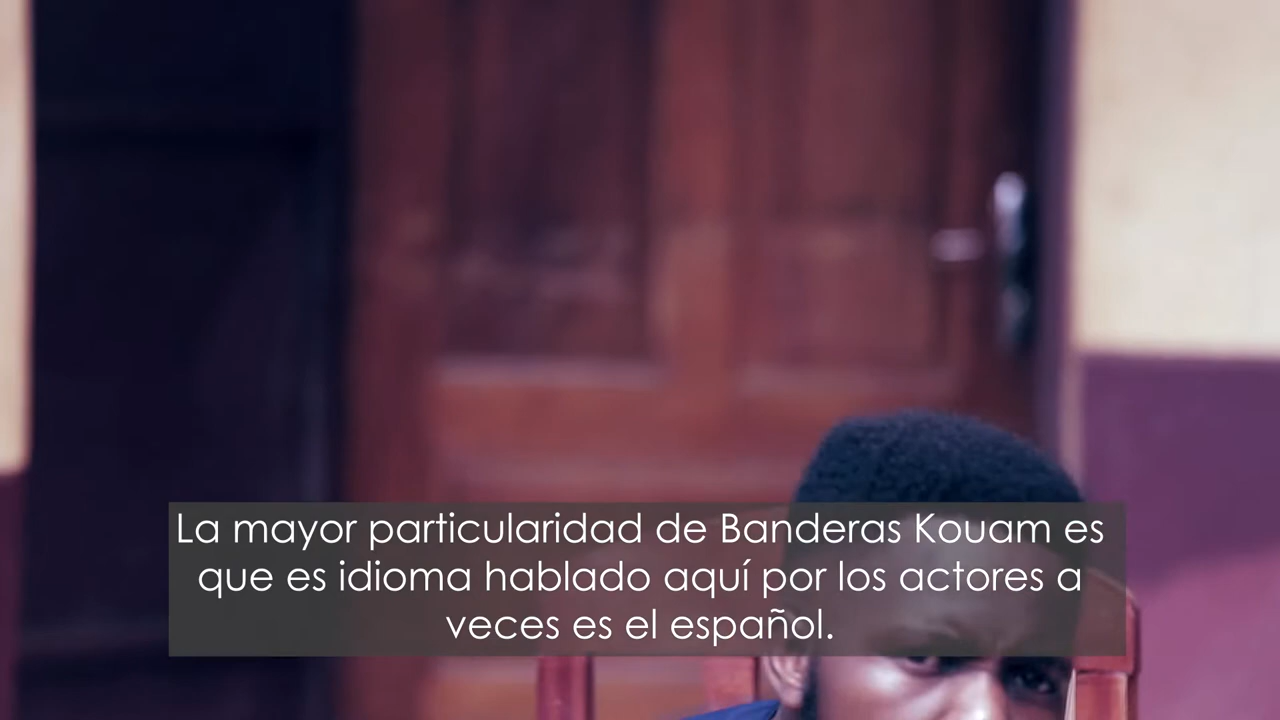 La mayor particularidad de Banderas Kouam es
que es idioma hablado aquí por los actores a
veces es el español.